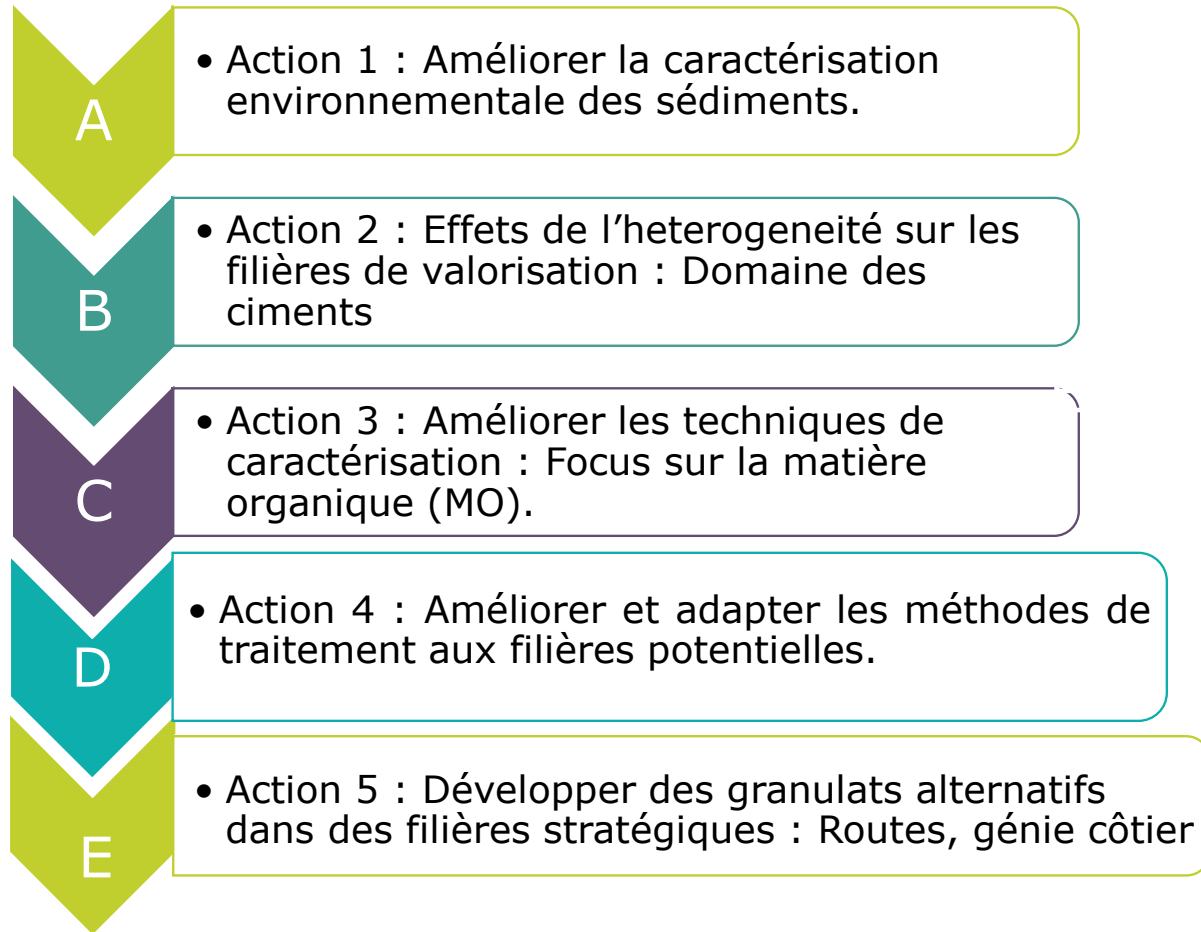 A
• Action 1 : Améliorer la caractérisation
environnementale des sédiments.
B
• Action 2 : Effets de l’heterogeneité sur les
filières de valorisation : Domaine des
ciments
C
• Action 3 : Améliorer les techniques de
caractérisation : Focus sur la matière
organique (MO).
D
• Action 4 : Améliorer et adapter les méthodes de
traitement aux filières potentielles.
E
• Action 5 : Développer des granulats alternatifs
dans des filières stratégiques : Routes, génie côtier